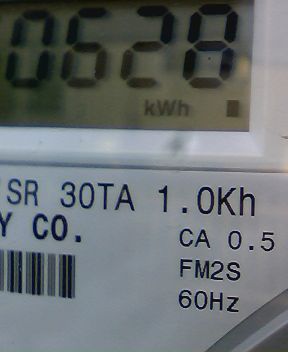 0628
kWh
SR 30TA 1.0Kh
Y CO.
CA 0.5
FM2S
60Hz